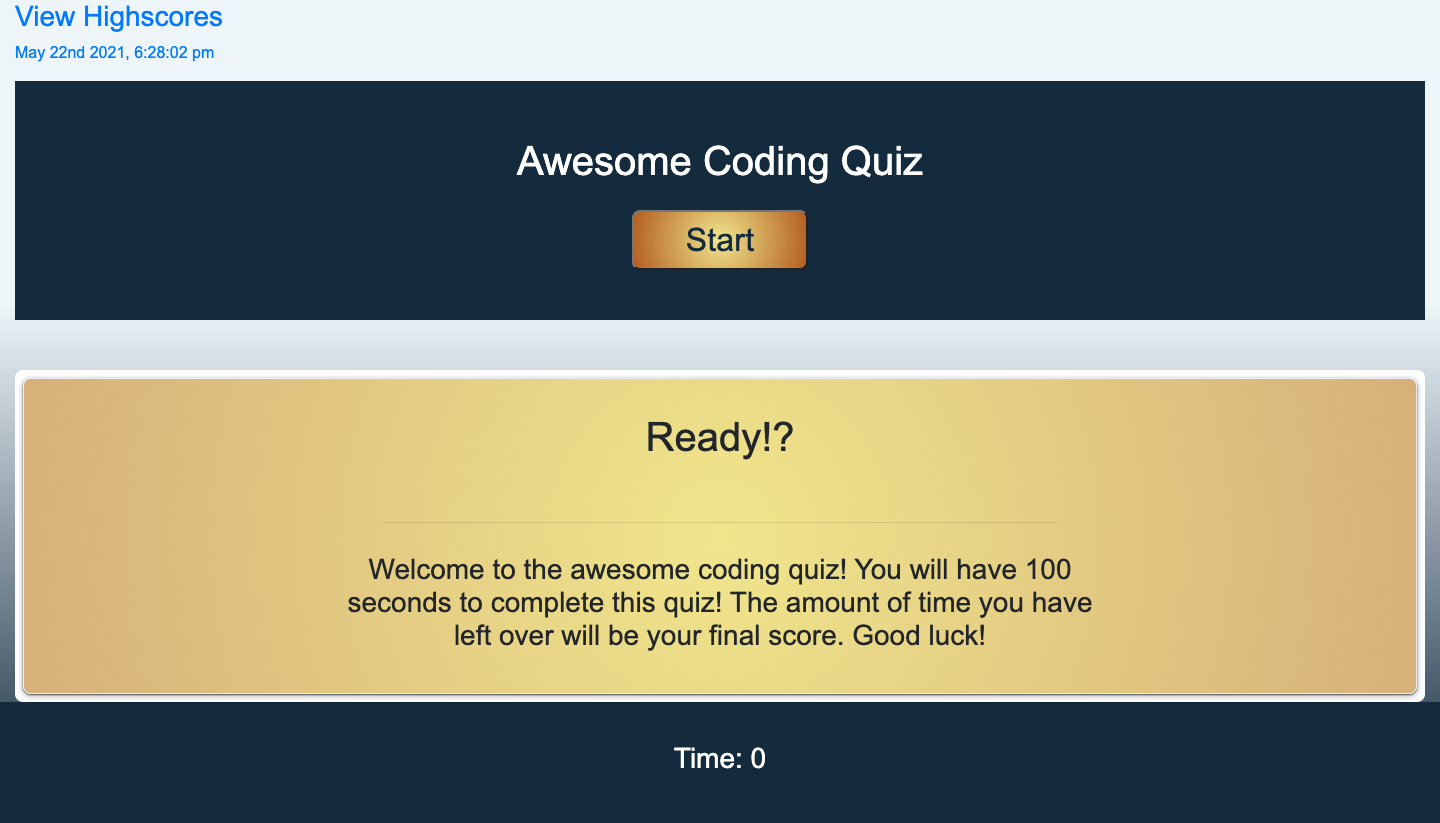 View Highscores
May 22nd 2021, 6:28:02 pm
Awesome Coding Quiz
Start
Ready!?
Welcome to the awesome coding quiz! You will have 100
seconds to complete this quiz! The amount of time you have
left over will be your final score. Good luck!
Time: 0